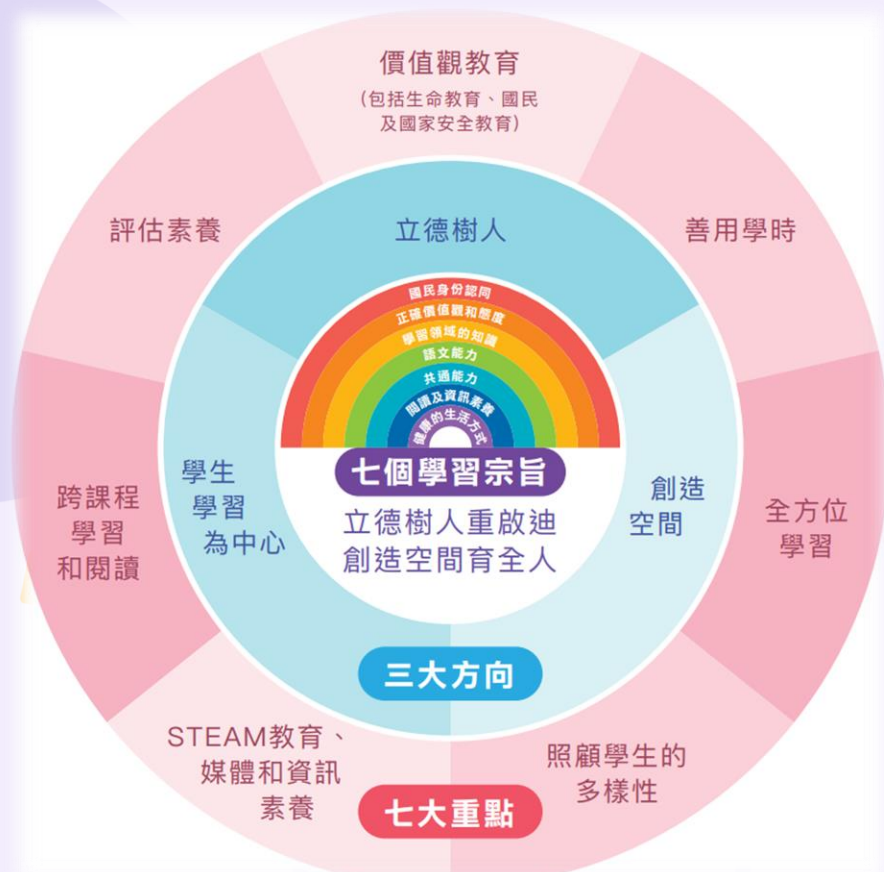 價值觀教育
(包括生命教育、國民
及國家安全教育)
評估素養
立德樹人
善用學時
國民身份認同
正確價值觀和態度
學習領域的知識
語文能力
共通能力
閱讀及資訊素養
健康的生活方式
七個學習宗旨
立德樹人重啟迪
創造空間育全人
學生
學習
為中心
創造
空間
跨課程
學習
和閱讀
全方位
學習
三大方向
STEAM教育、
媒體和資訊
素養
照顧學生的
多樣性
七大重點